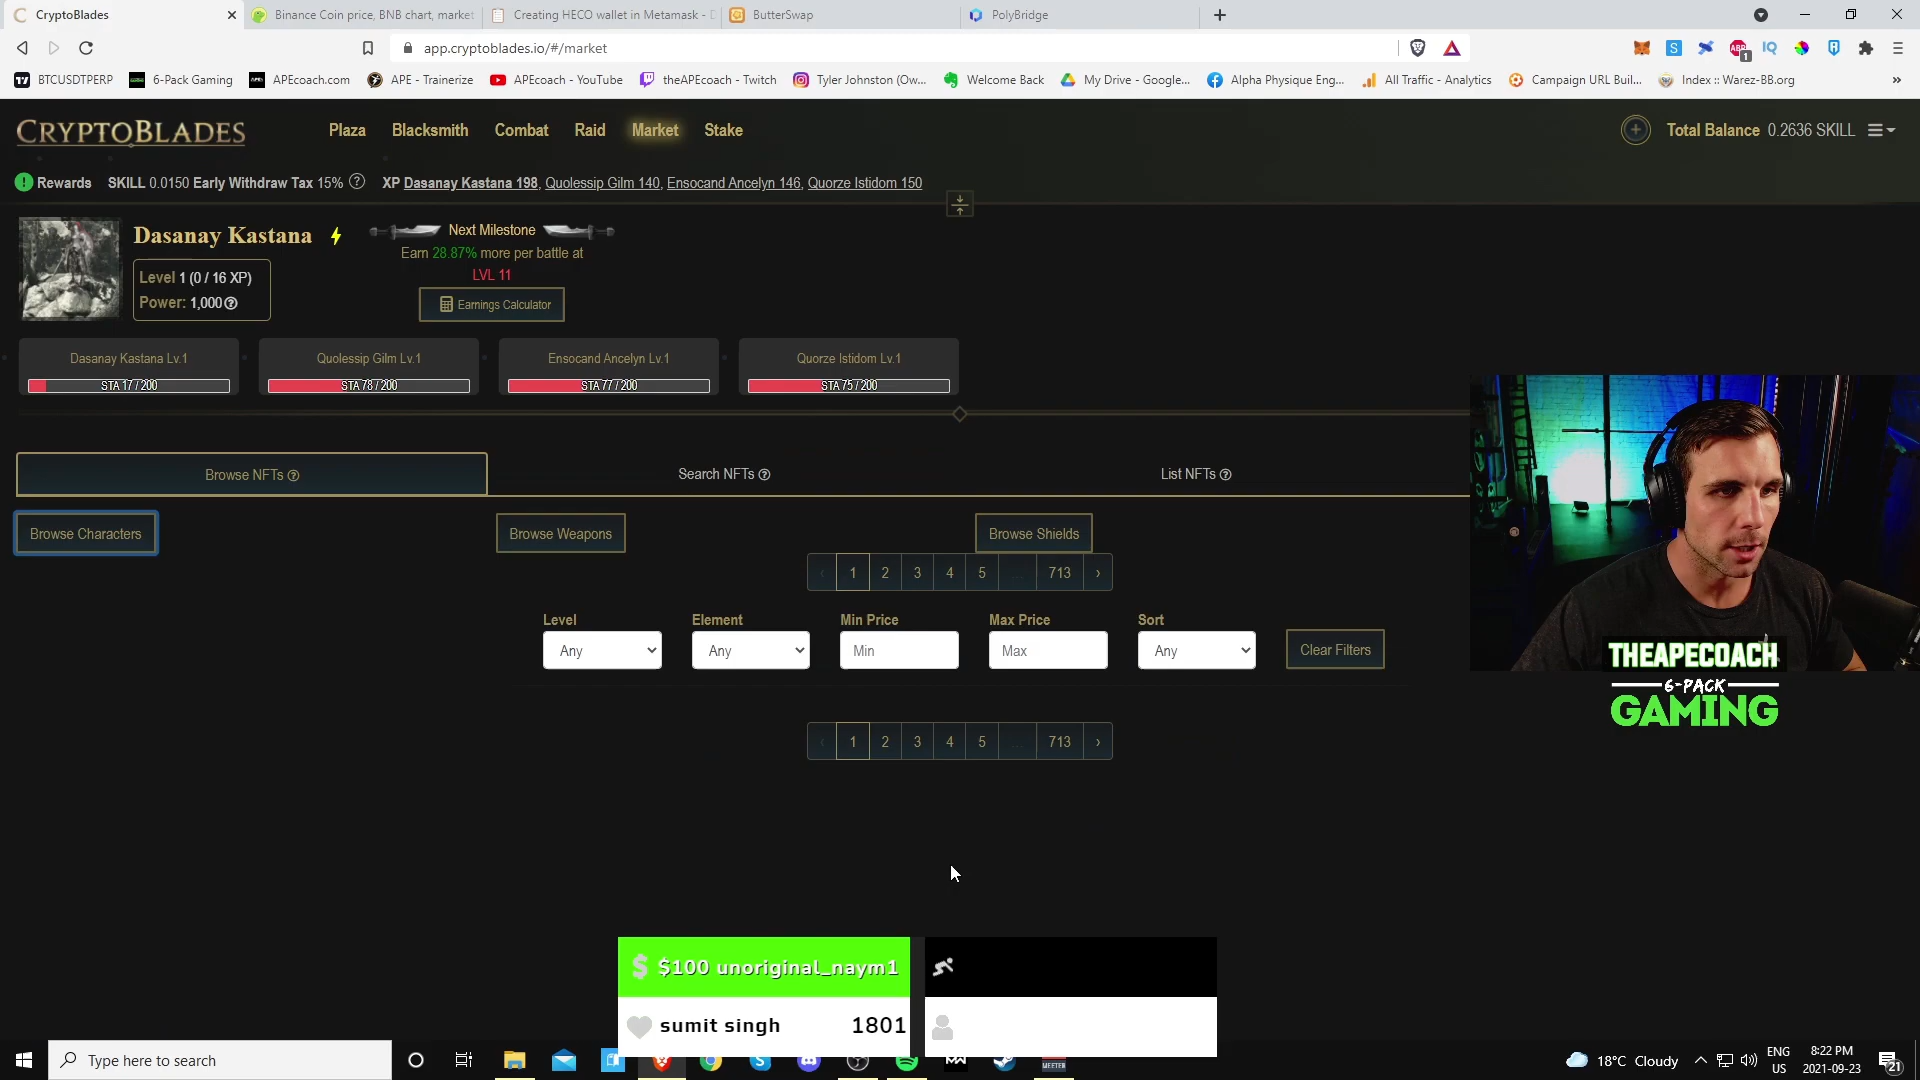 CryptoBlades
Binance Coin price, BNB chart, market
Creating HECO wallet in Metamask - D
ButterSwap
PolyBridge
app.cryptoblades.io/#/market
BTCUSDTPERP
6-Pack Gaming
APEcoach.com
APE - Trainerize
APEcoach - YouTube
theAPEcoach - Twitch
Tyler Johnston (Ow...
Welcome Back
My Drive - Google...
Alpha Physique Eng...
All Traffic - Analytics
Campaign URL Buil...
Index :: Warez-BB.org
CRYPTOBLADES
Plaza Blacksmith Combat Raid Market Stake
Total Balance 0.2636 SKILL
Rewards SKILL 0.0150 Early Withdraw Tax 15% XP Dasanay Kastana 198, Quolessip Gilm 140, Ensocand Ancelyn 146, Quorze Istidom 150
Dasanay Kastana
Level 1 (0 / 16 XP)
Power: 1,000
Next Milestone
Earn 28.87% more per battle at
LVL 11
Earnings Calculator
Dasanay Kastana Lv.1
STA 17 / 200
Quolessip Gilm Lv.1
STA 78 / 200
Ensocand Ancelyn Lv.1
STA 77 / 200
Quorze Istidom Lv.1
STA 75 / 200
Browse NFTs
Search NFTs
List NFTs
Browse Characters
Browse Weapons
Browse Shields
‹ 1 2 3 4 5 ... 713 ›
Level Element Min Price Max Price Sort
Any Any Min Max Any Clear Filters
‹ 1 2 3 4 5 ... 713 ›
THEAPECOACH
6-PACK
GAMING
$100 unoriginal_naym1
sumit singh 1801
Type here to search
18°C Cloudy
ENG
US
8:22 PM
2021-09-23
21